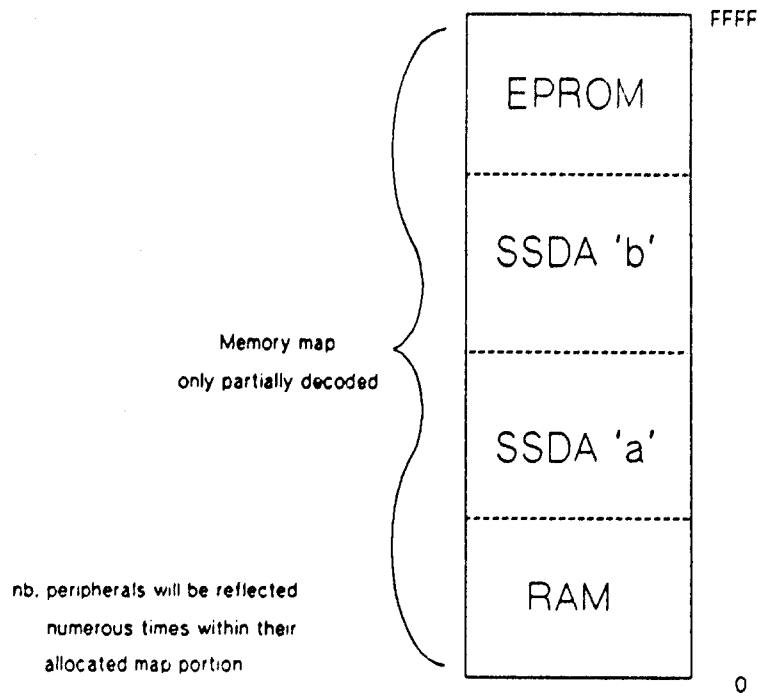 FFFF
EPROM
SSDA 'b'
Memory map
only partially decoded
SSDA 'a'
nb. peripherals will be reflected
numerous times within their
allocated map portion
RAM
0